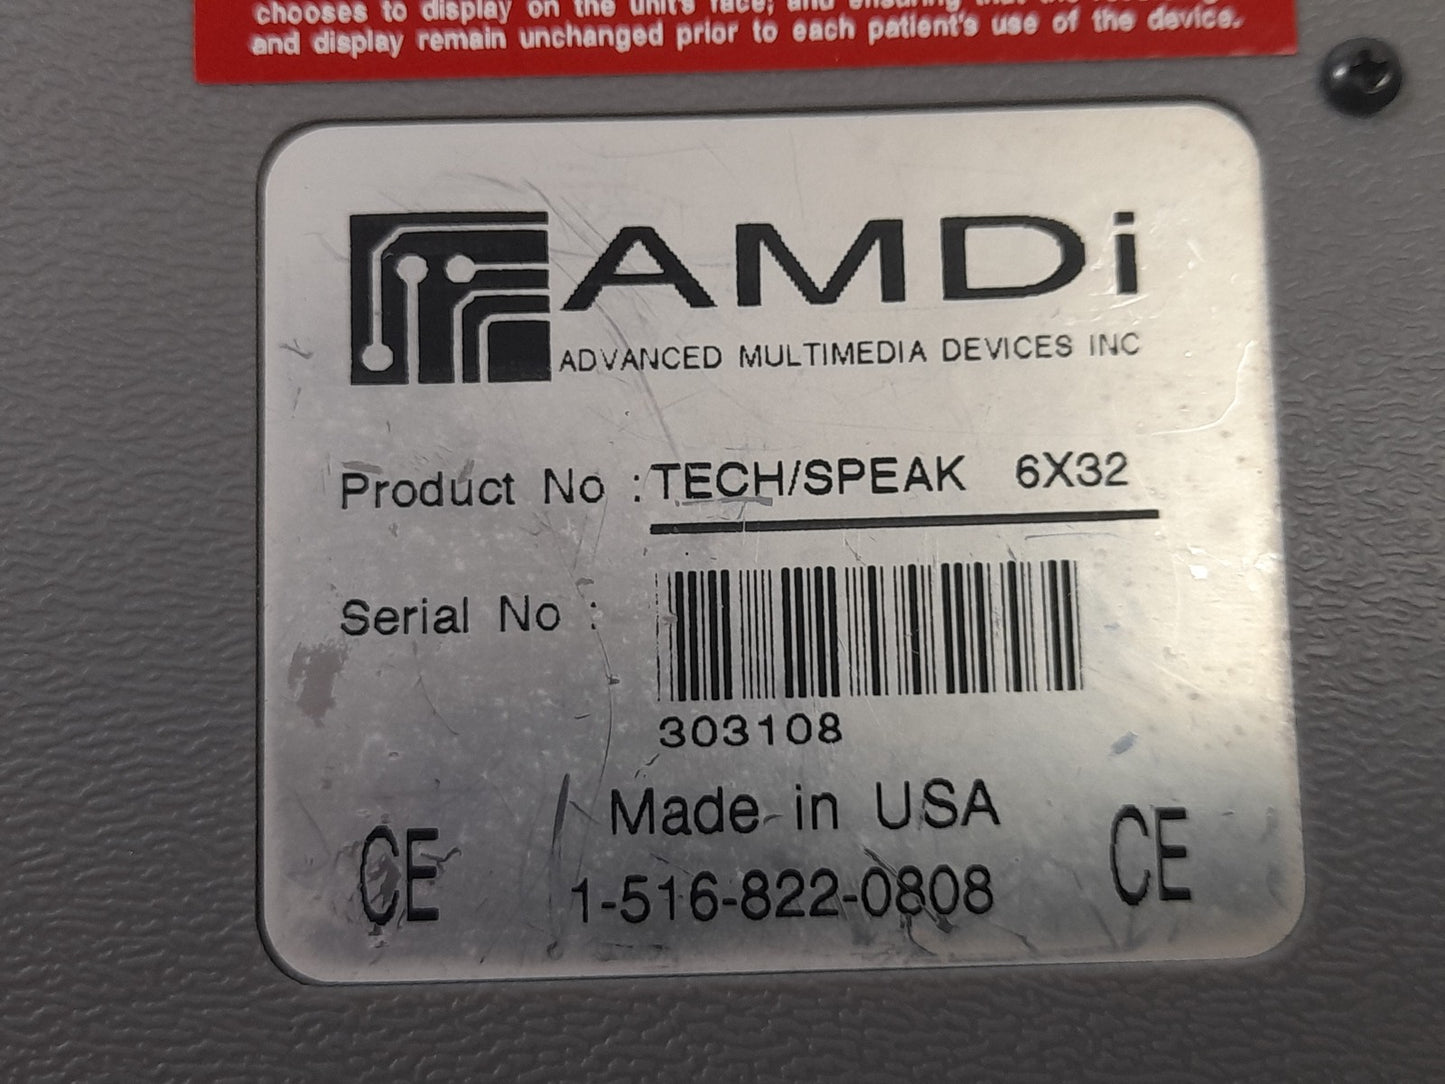 chooses to display on the unit's face; and ensuring that the
and display remain unchanged prior to each patient's use of the device.
AMDi
ADVANCED MULTIMEDIA DEVICES INC
Product No : TECH/SPEAK 6X32
Serial No :
303108
Made in USA
CE 1-516-822-0808 CE